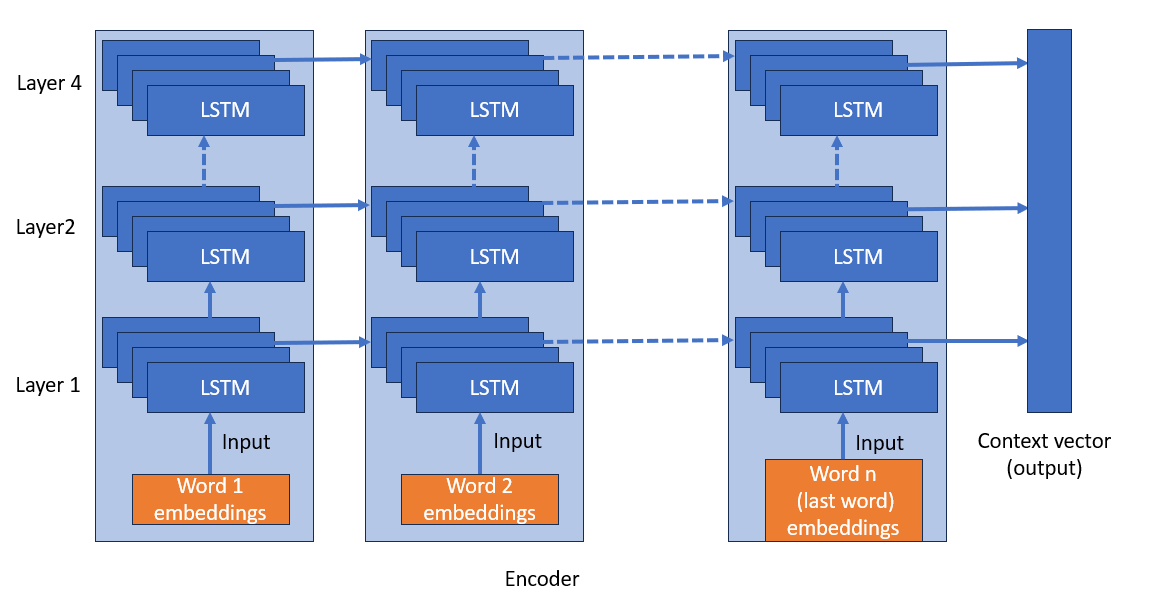 Layer 4
LSTM
LSTM
LSTM
Layer2
LSTM
LSTM
LSTM
Layer 1
LSTM
LSTM
LSTM
Input
Input
Input
Word 1
embeddings
Word 2
embeddings
Word n
(last word)
embeddings
Context vector
(output)
Encoder